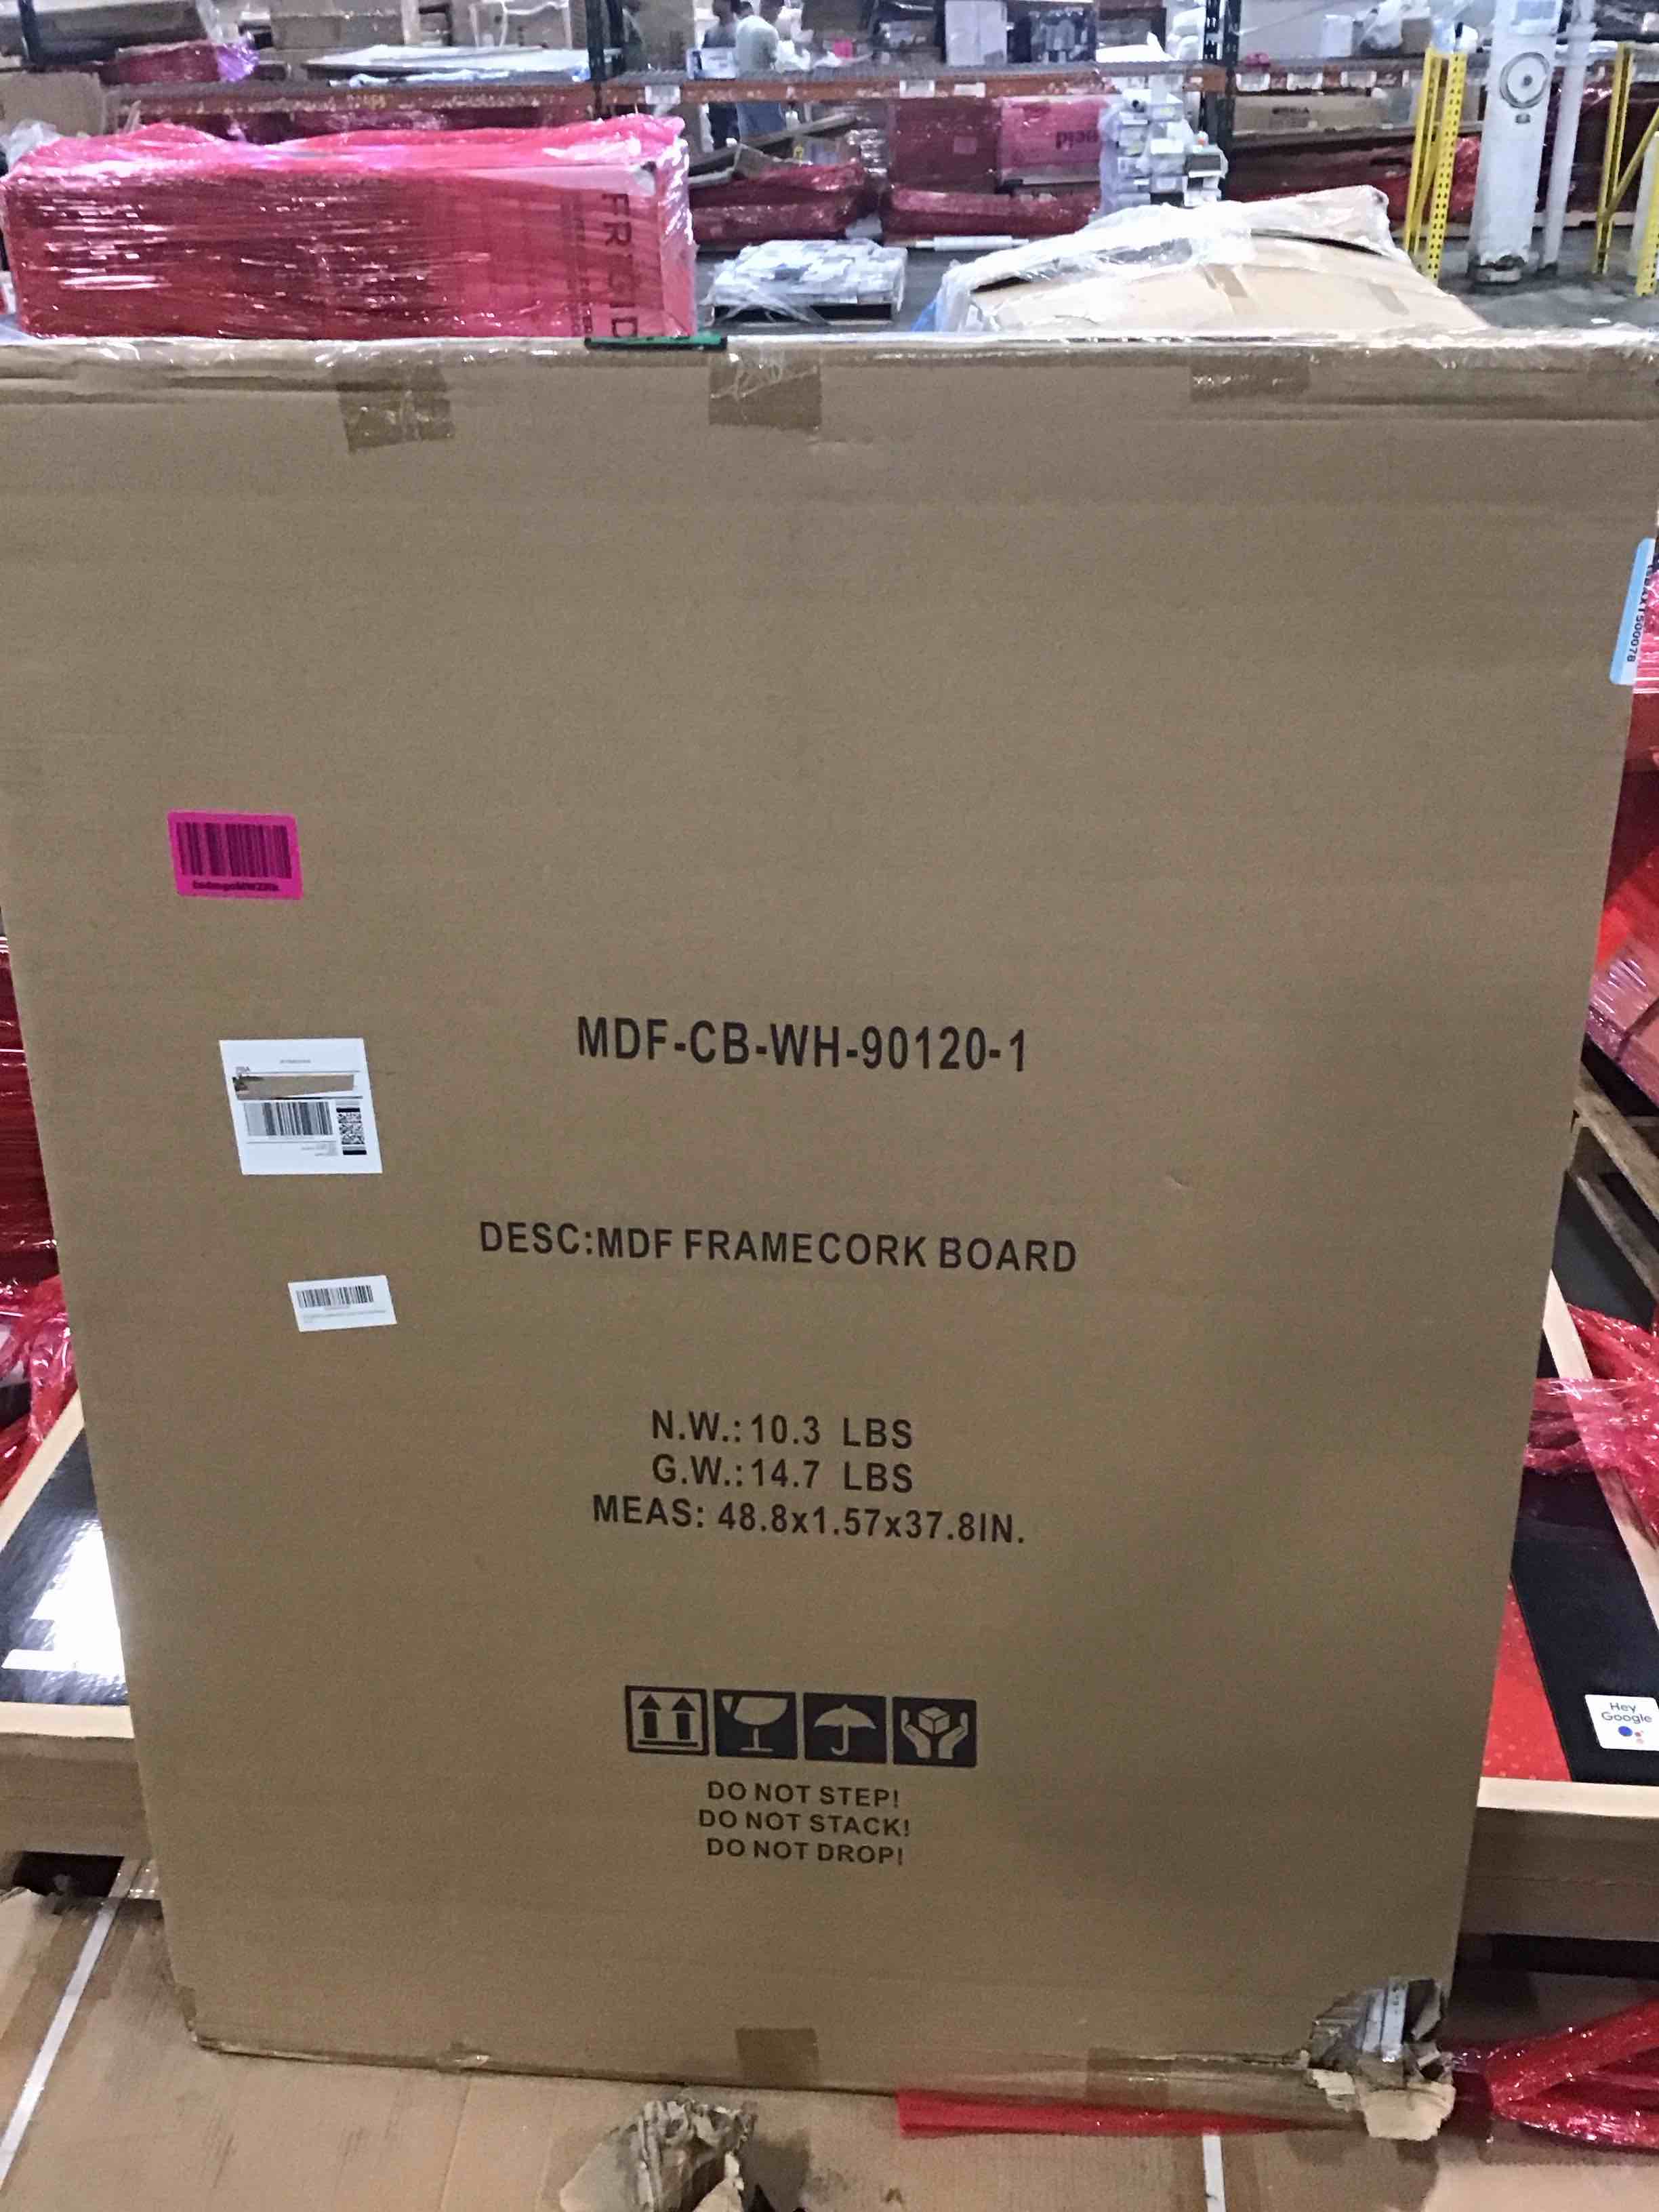 FRIGID
MDF-CB-WH-90120-1
DESC:MDF FRAMECORK BOARD
N.W.:10.3 LBS
G.W.:14.7 LBS
MEAS: 48.8x1.57x37.8IN.
DO NOT STEP!
DO NOT STACK!
DO NOT DROP!
Hey
Google